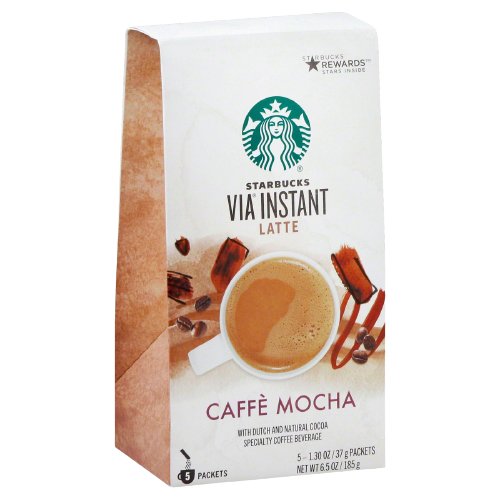 STARBUCKS
REWARDS™
STARS INSIDE
®
STARBUCKS
VIA® INSTANT
LATTE
CAFFÈ MOCHA
WITH DUTCH AND NATURAL COCOA
SPECIALTY COFFEE BEVERAGE
5 PACKETS
5 – 1.30 OZ / 37 g PACKETS
NET WT 6.5 OZ / 185 g